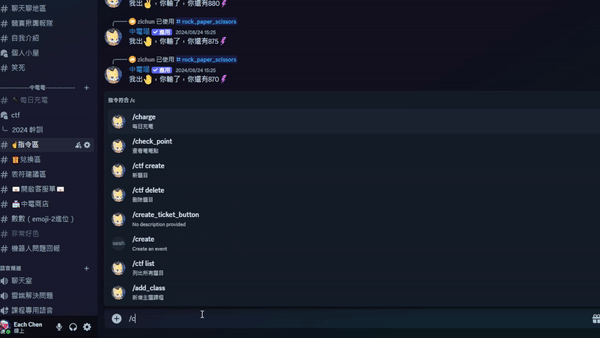 聊天聊地區
競賽揪團報隊
自我介紹
個人小屋
笑死
中電電
每日充電
ctf
2024 幹訓
指令區
兌換區
表符建議區
開啟客服單
中電商店
數數（emoji-2進位）
非常好色
機器人問題回報
語音頻道
聊天室
雲端解決問題
課程專用語音
Each Chen
線上
我出✌️，你輸了，你還有880⚡
zichun 已使用 rock_paper_scissors
中電喵 應用 2024/08/24 15:25
我出🤚，你輸了，你還有875⚡
zichun 已使用 rock_paper_scissors
中電喵 應用 2024/08/24 15:25
我出🤚，你輸了，你還有870⚡
指令符合 /c
/charge
每日充電
/check_point
查看電電點
/ctf create
新題目
/ctf delete
刪除題目
/create_ticket_button
No description provided
sesh
/create
Create an event
/ctf list
列出所有題目
/add_class
新增主題課程
/c